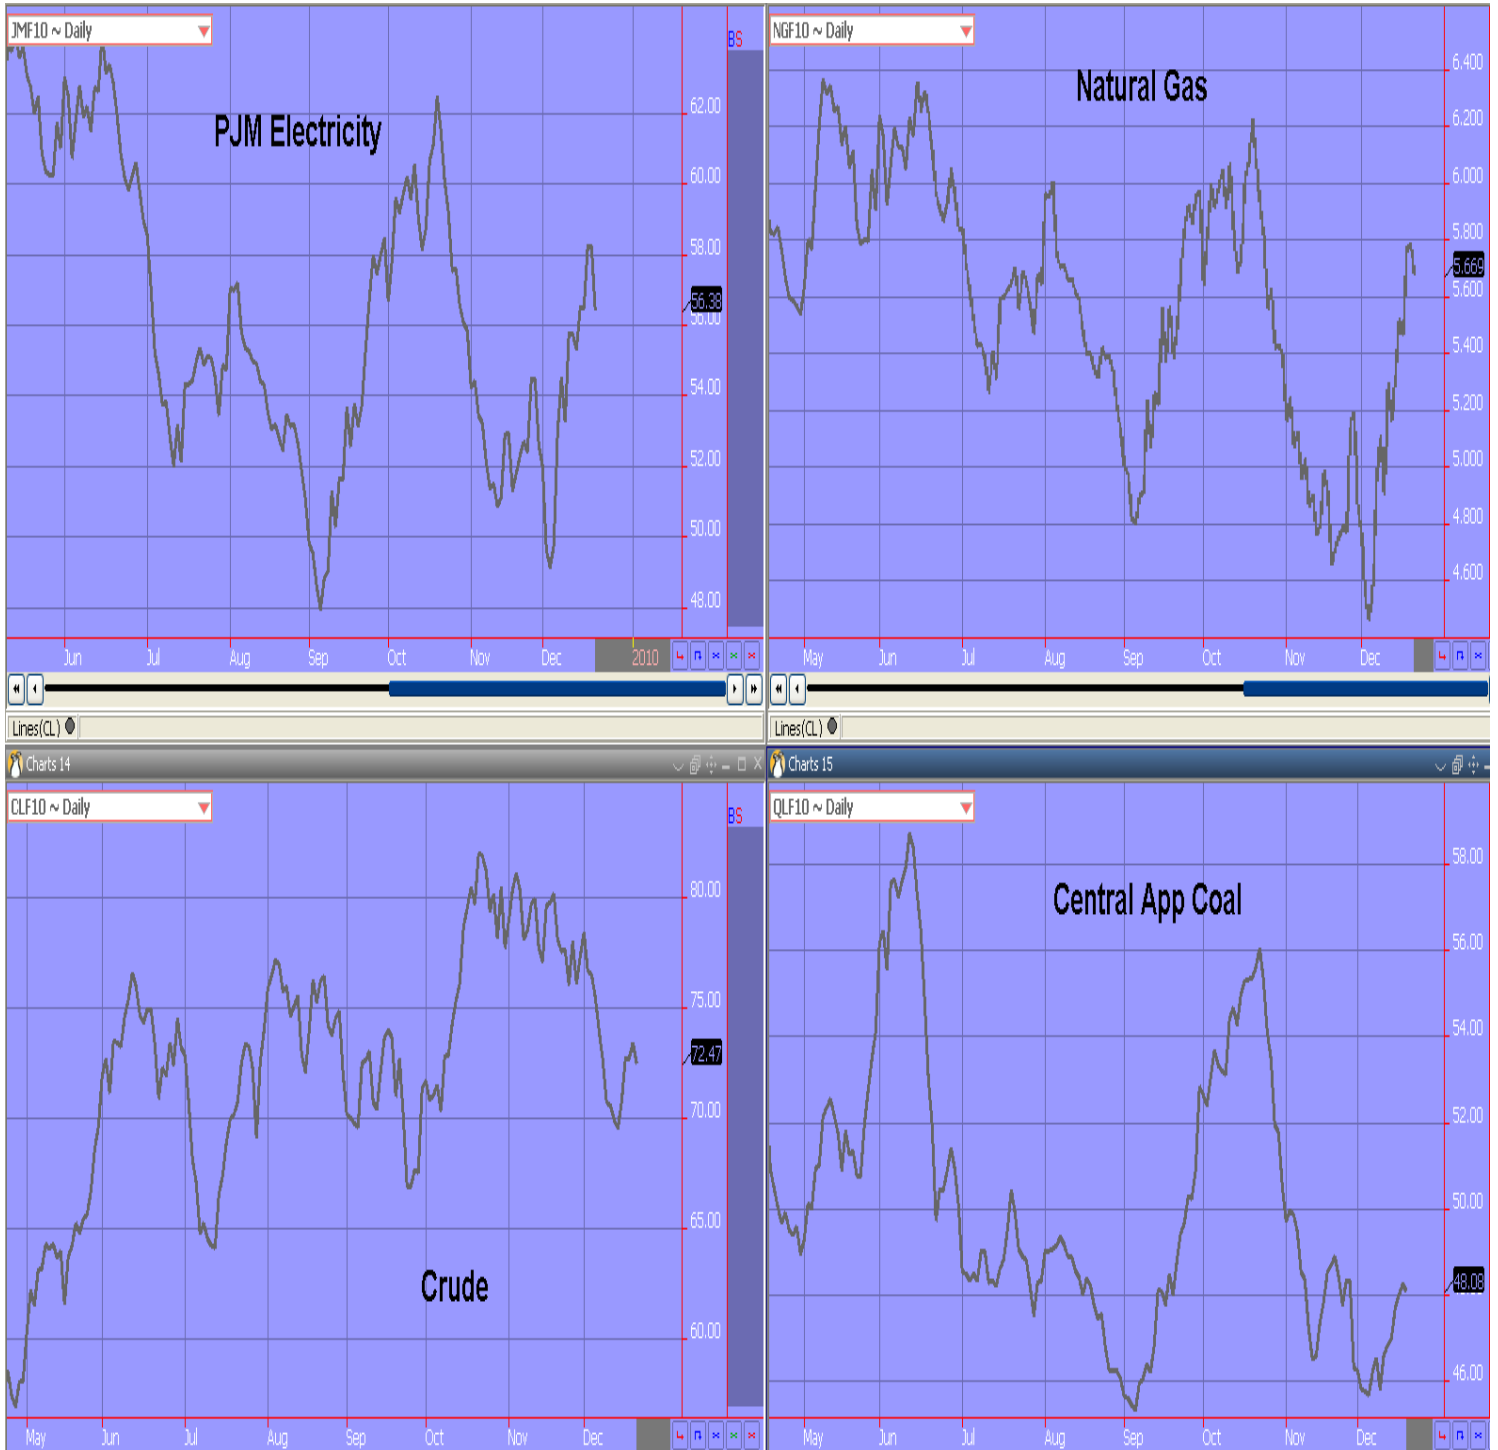 JMF10 ~ Daily
BS
PJM Electricity
62.00
60.00
58.00
56.38
56.00
54.00
52.00
50.00
48.00
Jun Jul Aug Sep Oct Nov Dec 2010
Lines(CL)
NGF10 ~ Daily
Natural Gas
6.400
6.200
6.000
5.800
5.669
5.600
5.400
5.200
5.000
4.800
4.600
May Jun Jul Aug Sep Oct Nov Dec
Lines(CL)
Charts 14
CLF10 ~ Daily
BS
80.00
75.00
72.47
70.00
65.00
Crude
60.00
May Jun Jul Aug Sep Oct Nov Dec
Charts 15
QLF10 ~ Daily
58.00
Central App Coal
56.00
54.00
52.00
50.00
48.08
46.00
May Jun Jul Aug Sep Oct Nov Dec